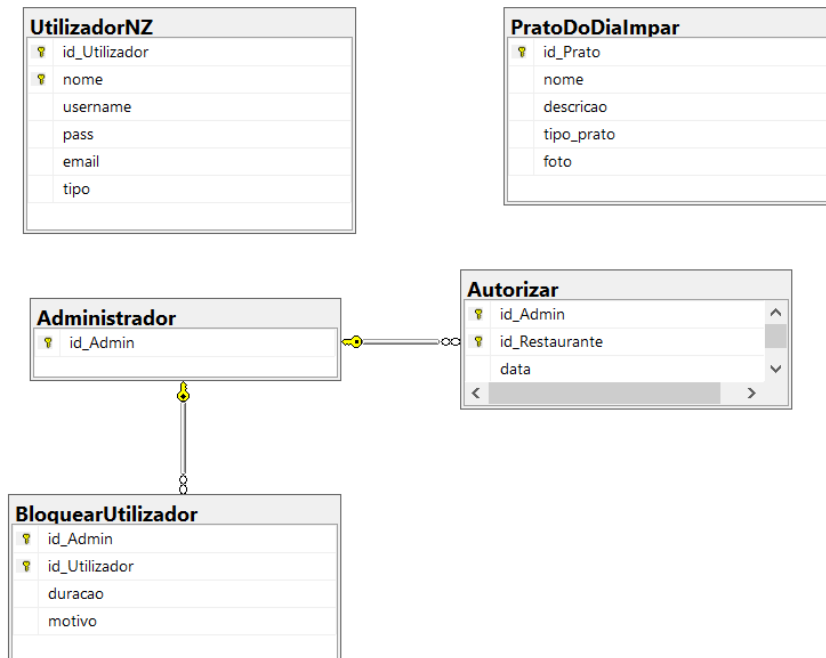 UtilizadorNZ
id_Utilizador
nome
username
pass
email
tipo
PratoDoDiaImpar
id_Prato
nome
descricao
tipo_prato
foto
Administrador
id_Admin
Autorizar
id_Admin
id_Restaurante
data
BloquearUtilizador
id_Admin
id_Utilizador
duracao
motivo